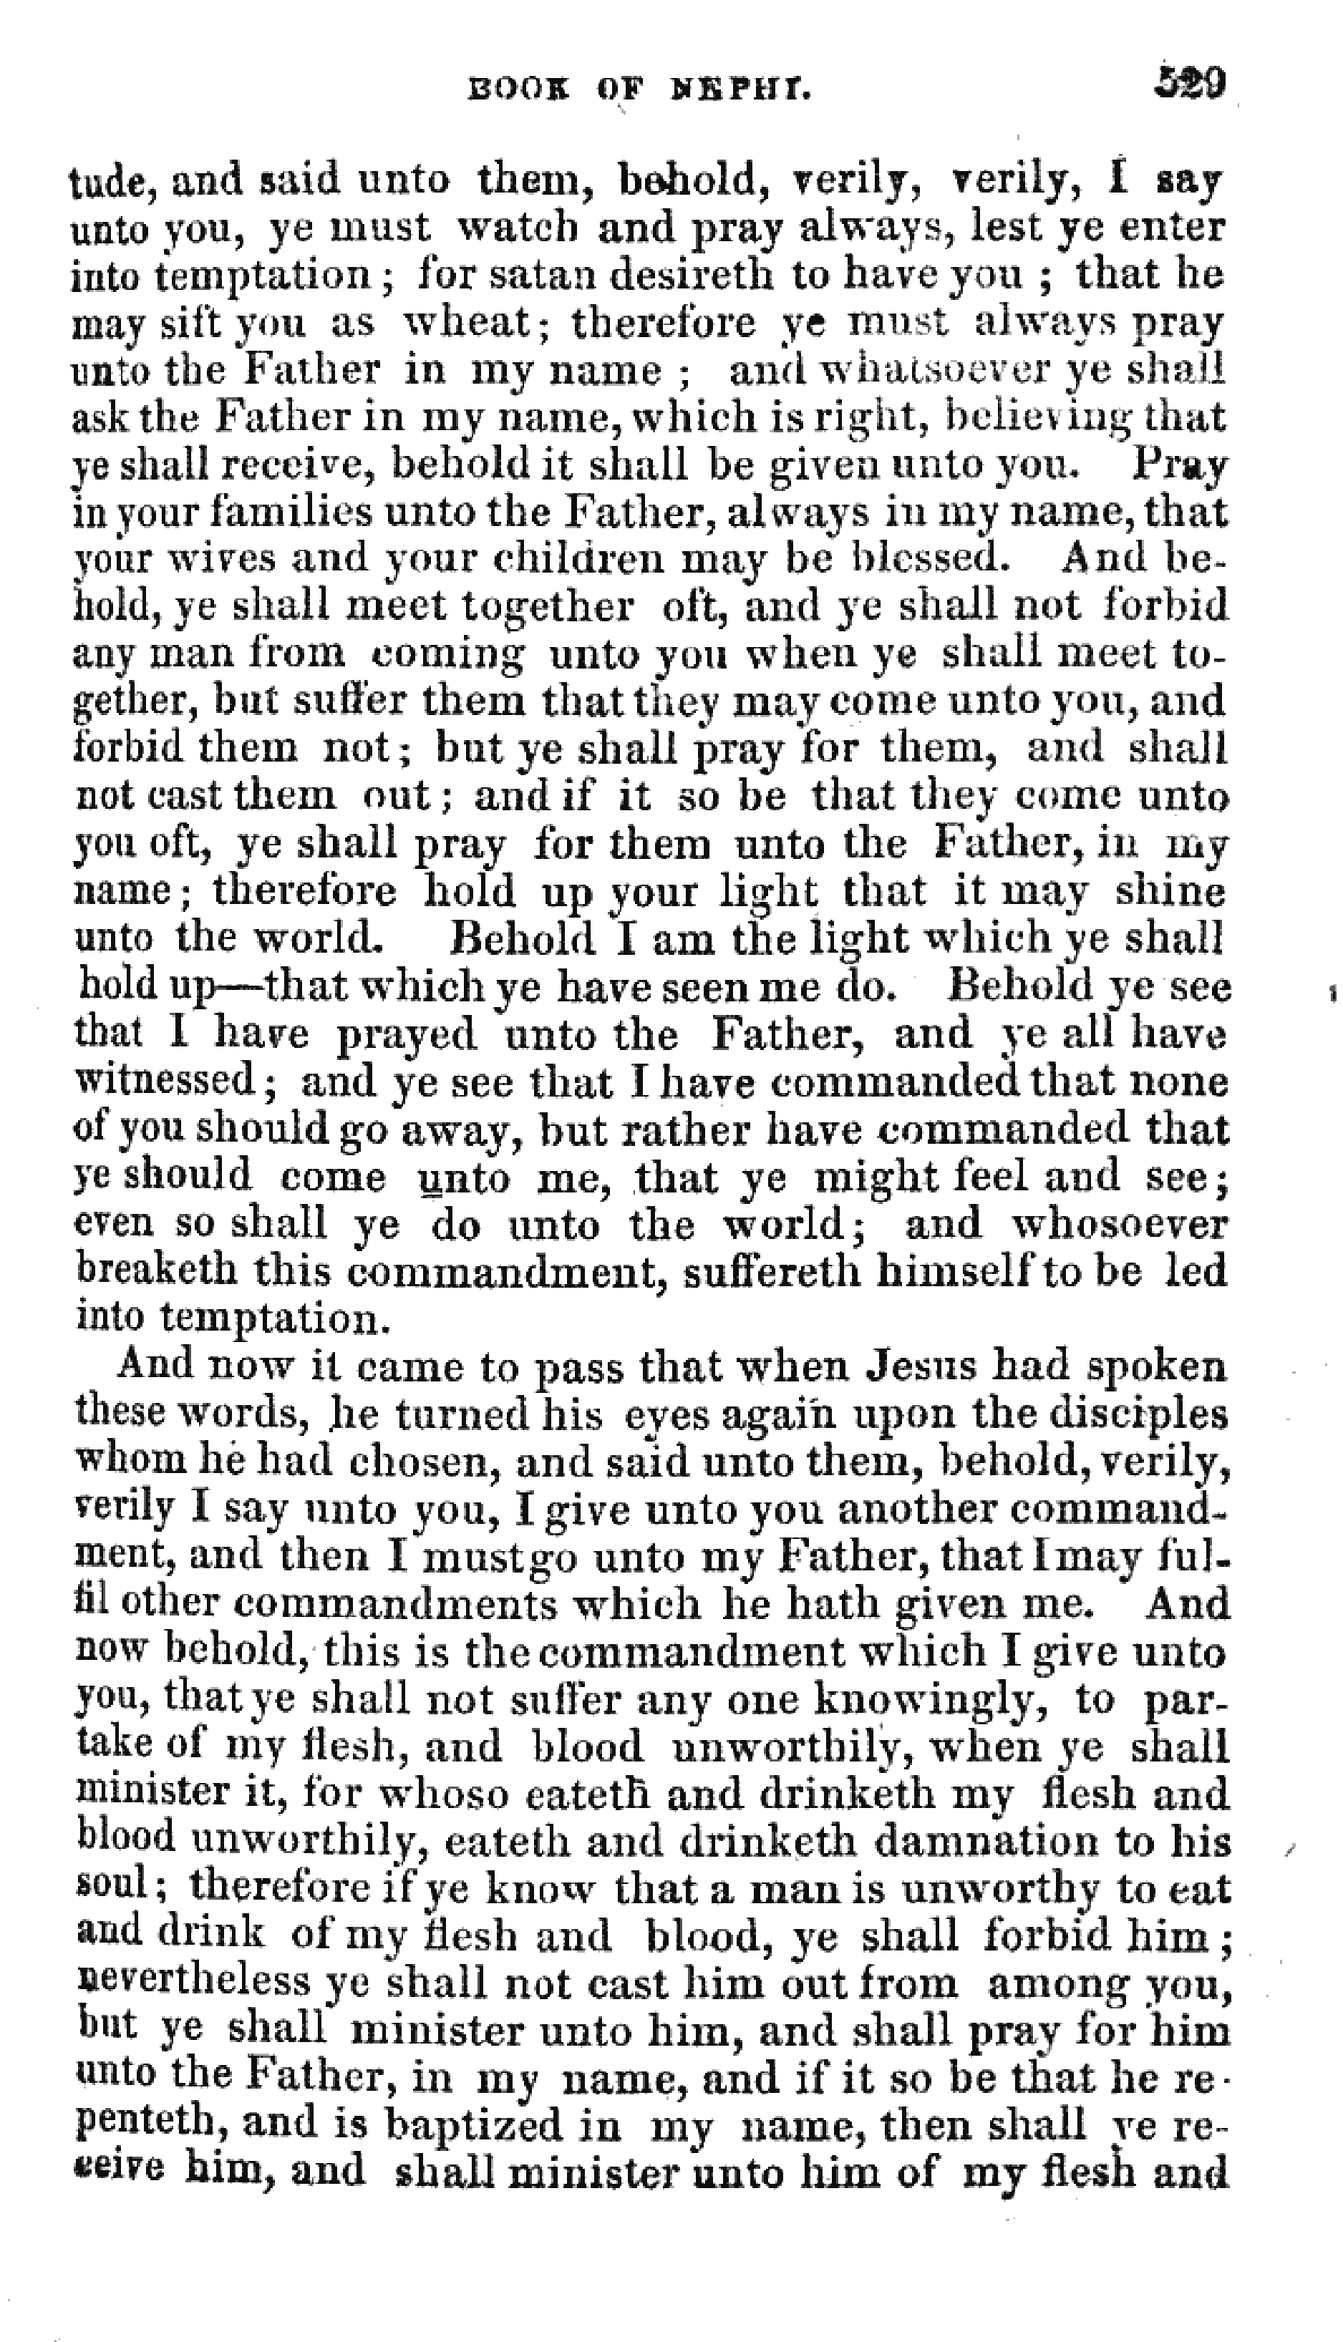 BOOK OF NEPHI. 529
tude, and said unto them, behold, verily, verily, I say
unto you, ye must watch and pray always, lest ye enter
into temptation; for satan desireth to have you; that he
may sift you as wheat; therefore ye must always pray
unto the Father in my name; and whatsoever ye shall
ask the Father in my name, which is right, believing that
ye shall receive, behold it shall be given unto you. Pray
in your families unto the Father, always in my name, that
your wives and your children may be blessed. And be-
hold, ye shall meet together oft, and ye shall not forbid
any man from coming unto you when ye shall meet to-
gether, but suffer them that they may come unto you, and
forbid them not; but ye shall pray for them, and shall
not cast them out; and if it so be that they come unto
you oft, ye shall pray for them unto the Father, in my
name; therefore hold up your light that it may shine
unto the world. Behold I am the light which ye shall
hold up—that which ye have seen me do. Behold ye see
that I have prayed unto the Father, and ye all have
witnessed; and ye see that I have commanded that none
of you should go away, but rather have commanded that
ye should come unto me, that ye might feel and see;
even so shall ye do unto the world; and whosoever
breaketh this commandment, suffereth himself to be led
into temptation.
And now it came to pass that when Jesus had spoken
these words, he turned his eyes again upon the disciples
whom he had chosen, and said unto them, behold, verily,
verily I say unto you, I give unto you another command-
ment, and then I must go unto my Father, that I may ful-
fil other commandments which he hath given me. And
now behold, this is the commandment which I give unto
you, that ye shall not suffer any one knowingly, to par-
take of my flesh, and blood unworthily, when ye shall
minister it, for whoso eateth and drinketh my flesh and
blood unworthily, eateth and drinketh damnation to his
soul; therefore if ye know that a man is unworthy to eat
and drink of my flesh and blood, ye shall forbid him;
nevertheless ye shall not cast him out from among you,
but ye shall minister unto him, and shall pray for him
unto the Father, in my name, and if it so be that he re-
penteth, and is baptized in my name, then shall ye re-
ceive him, and shall minister unto him of my flesh and